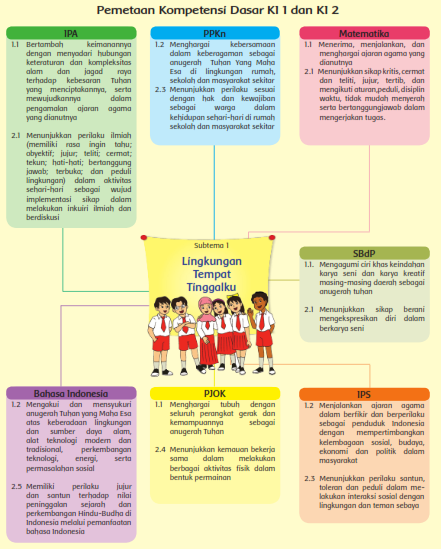 Pemetaan Kompetensi Dasar KI 1 dan KI 2
IPA
1.1 Bertambah keimanannya
dengan menyadari hubungan
keteraturan dan kompleksitas
alam dan jagad raya
terhadap kebesaran Tuhan
yang menciptakannya, serta
mewujudkannya dalam
pengamalan ajaran agama
yang dianutnya
2.1 Menunjukkan perilaku ilmiah
(memiliki rasa ingin tahu;
obyektif; jujur; teliti; cermat;
tekun; hati-hati; bertanggung
jawab; terbuka; dan peduli
lingkungan) dalam aktivitas
sehari-hari sebagai wujud
implementasi sikap dalam
melakukan inkuiri ilmiah dan
berdiskusi
PPKn
1.2 Menghargai kebersamaan
dalam keberagaman sebagai
anugerah Tuhan Yang Maha
Esa di lingkungan rumah,
sekolah dan masyarakat sekitar
2.3 Menunjukkan perilaku sesuai
dengan hak dan kewajiban
sebagai warga dalam
kehidupan sehari-hari di rumah
sekolah dan masyarakat sekitar
Matematika
1.1 Menerima, menjalankan, dan
menghargai ajaran agama yang
dianutnya
2.1 Menunjukkan sikap kritis, cermat
dan teliti, jujur, tertib, dan
mengikuti aturan, peduli, disiplin
waktu, tidak mudah menyerah
serta bertanggungjawab dalam
mengerjakan tugas.
Subtema 1
Lingkungan
Tempat
Tinggalku
SBdP
1.1. Mengagumi ciri khas keindahan
karya seni dan karya kreatif
masing-masing daerah sebagai
anugerah tuhan
2.1 Menunjukkan sikap berani
mengekspresikan diri dalam
berkarya seni
Bahasa Indonesia
1.2 Mengakui dan mensyukuri
anugerah Tuhan yang Maha Esa
atas keberadaan lingkungan
dan sumber daya alam,
alat teknologi modern dan
tradisional, perkembangan
teknologi, energi, serta
permasalahan sosial
2.5 Memiliki perilaku jujur
dan santun terhadap nilai
peninggalan sejarah dan
perkembangan Hindu-Budha di
Indonesia melalui pemanfaatan
bahasa Indonesia
PJOK
1.1 Menghargai tubuh dengan
seluruh perangkat gerak dan
kemampuannya sebagai
anugerah Tuhan
2.4 Menunjukkan kemauan bekerja
sama dalam melakukan
berbagai aktivitas fisik dalam
bentuk permainan
IPS
1.2 Menjalankan ajaran agama
dalam berfikir dan berperilaku
sebagai penduduk Indonesia
dengan mempertimbangkan
kelembagaan sosial, budaya,
ekonomi dan politik dalam
masyarakat
2.3 Menunjukkan perilaku santun,
toleran dan peduli dalam me-
lakukan interaksi sosial dengan
lingkungan dan teman sebaya